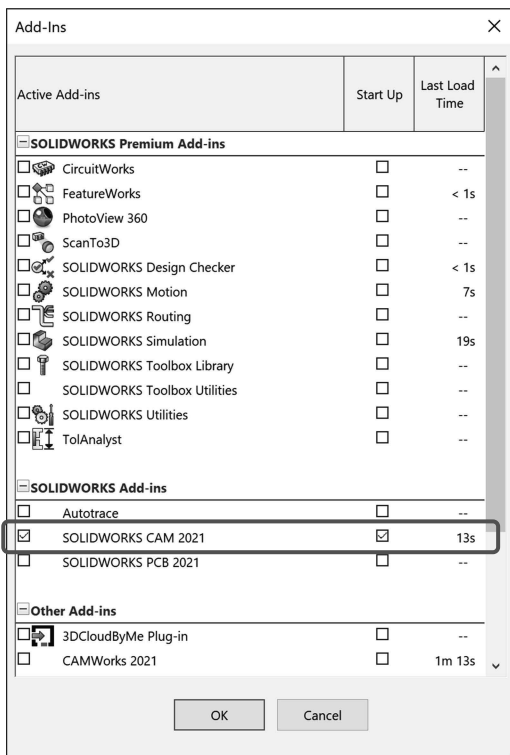 Add-Ins
Active Add-ins Start Up Last Load Time
SOLIDWORKS Premium Add-ins
CircuitWorks --
FeatureWorks < 1s
PhotoView 360 --
ScanTo3D --
SOLIDWORKS Design Checker < 1s
SOLIDWORKS Motion 7s
SOLIDWORKS Routing --
SOLIDWORKS Simulation 19s
SOLIDWORKS Toolbox Library --
SOLIDWORKS Toolbox Utilities --
SOLIDWORKS Utilities --
TolAnalyst --
SOLIDWORKS Add-ins
Autotrace --
SOLIDWORKS CAM 2021 13s
SOLIDWORKS PCB 2021 --
Other Add-ins
3DCloudByMe Plug-in --
CAMWorks 2021 1m 13s
OK Cancel